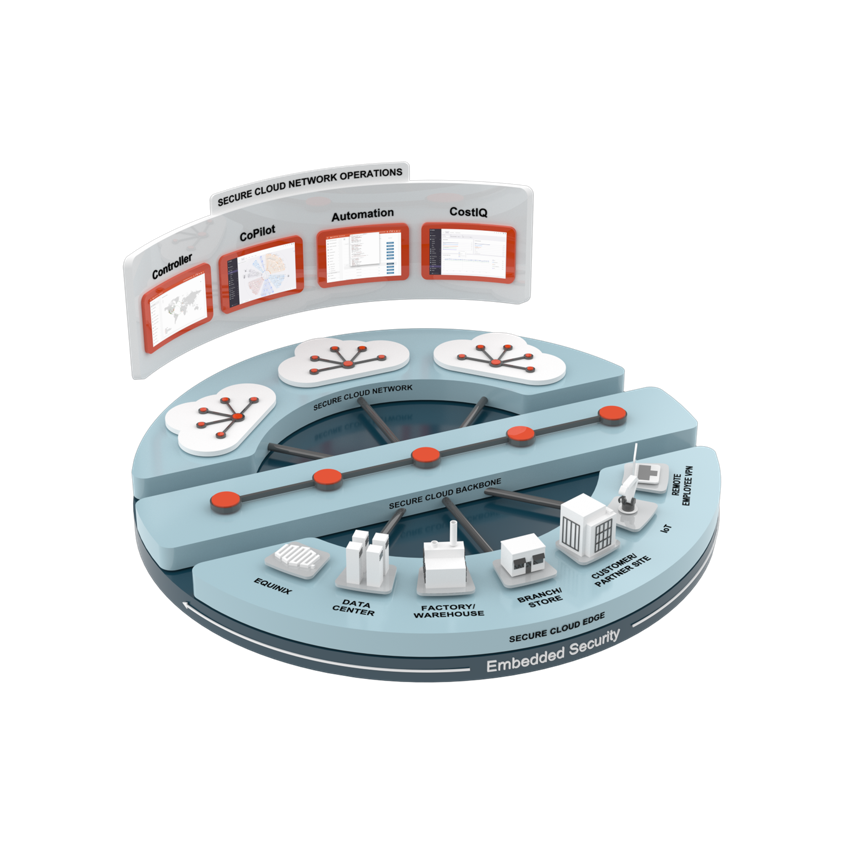 SECURE CLOUD NETWORK OPERATIONS
Controller
CoPilot
Automation
CostIQ
SECURE CLOUD NETWORK
SECURE CLOUD BACKBONE
EQUINIX
DATA
CENTER
FACTORY/
WAREHOUSE
BRANCH/
STORE
CUSTOMER/
PARTNER SITE
IoT
REMOTE
EMPLOYEE VPN
SECURE CLOUD EDGE
Embedded Security